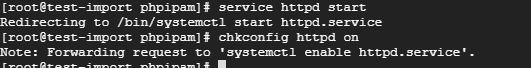 [root@test-import phpipam]# service httpd start
Redirecting to /bin/systemctl start httpd.service
[root@test-import phpipam]# chkconfig httpd on
Note: Forwarding request to 'systemctl enable httpd.service'.
[root@test-import phpipam]#